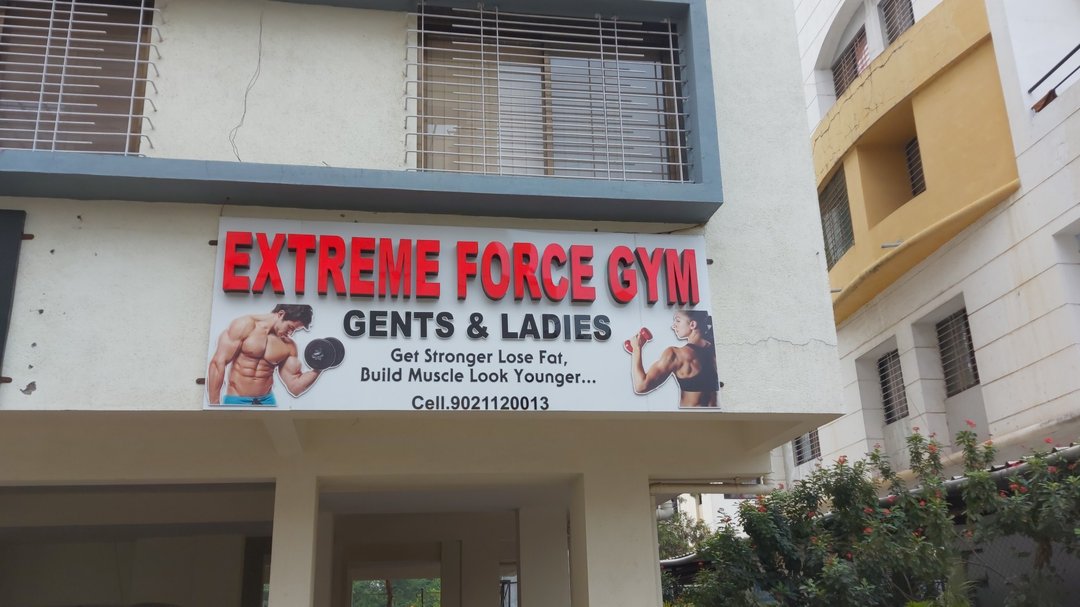 EXTREME FORCE GYM
GENTS & LADIES
Get Stronger Lose Fat,
Build Muscle Look Younger...
Cell.9021120013